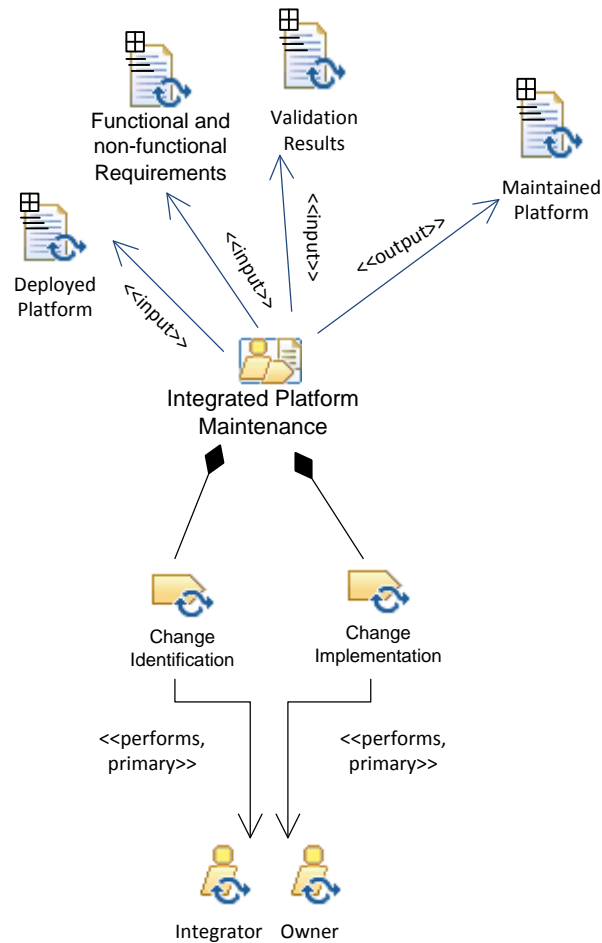 Functional and
non-functional
Requirements
Validation
Results
Maintained
Platform
Deployed
Platform
<<input>>
<<input>>
<<input>>
<<output>>
Integrated Platform
Maintenance
Change
Identification
Change
Implementation
<<performs,
primary>>
<<performs,
primary>>
Integrator
Owner